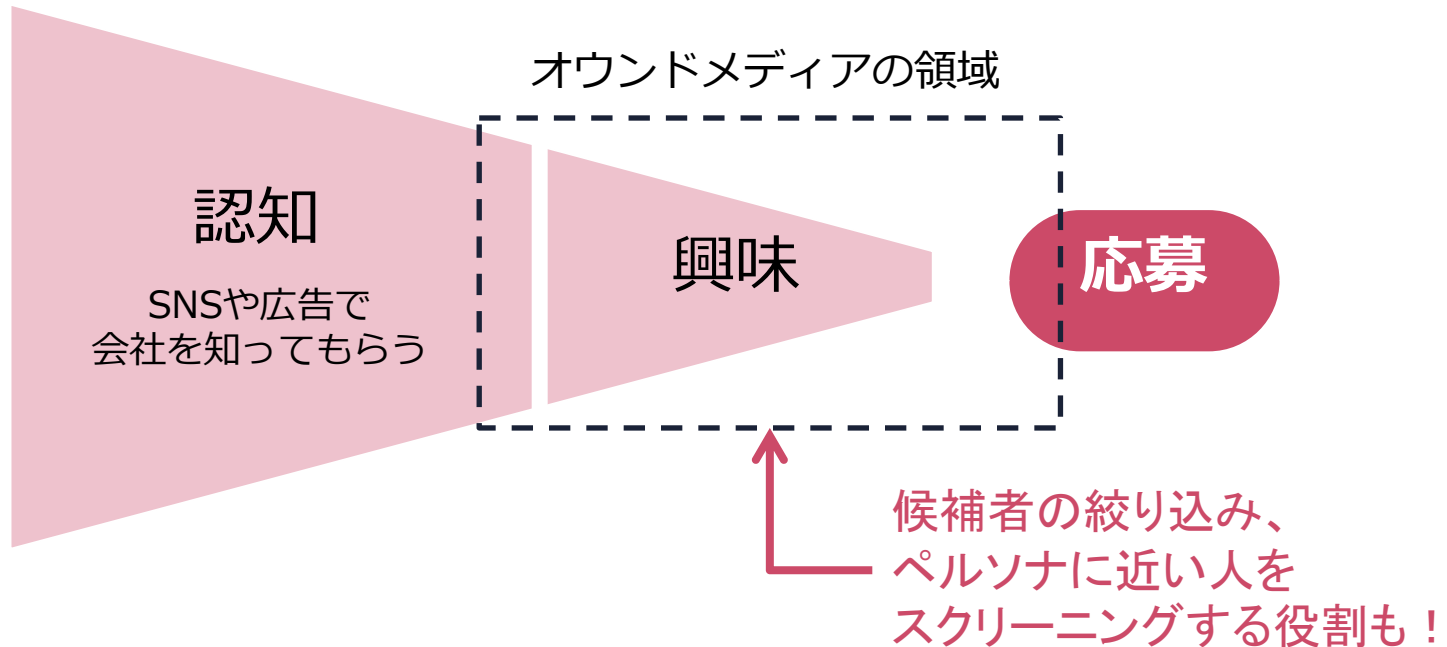 オウンドメディアの領域
認知
SNSや広告で
会社を知ってもらう
興味
応募
候補者の絞り込み、
ペルソナに近い人を
スクリーニングする役割も！